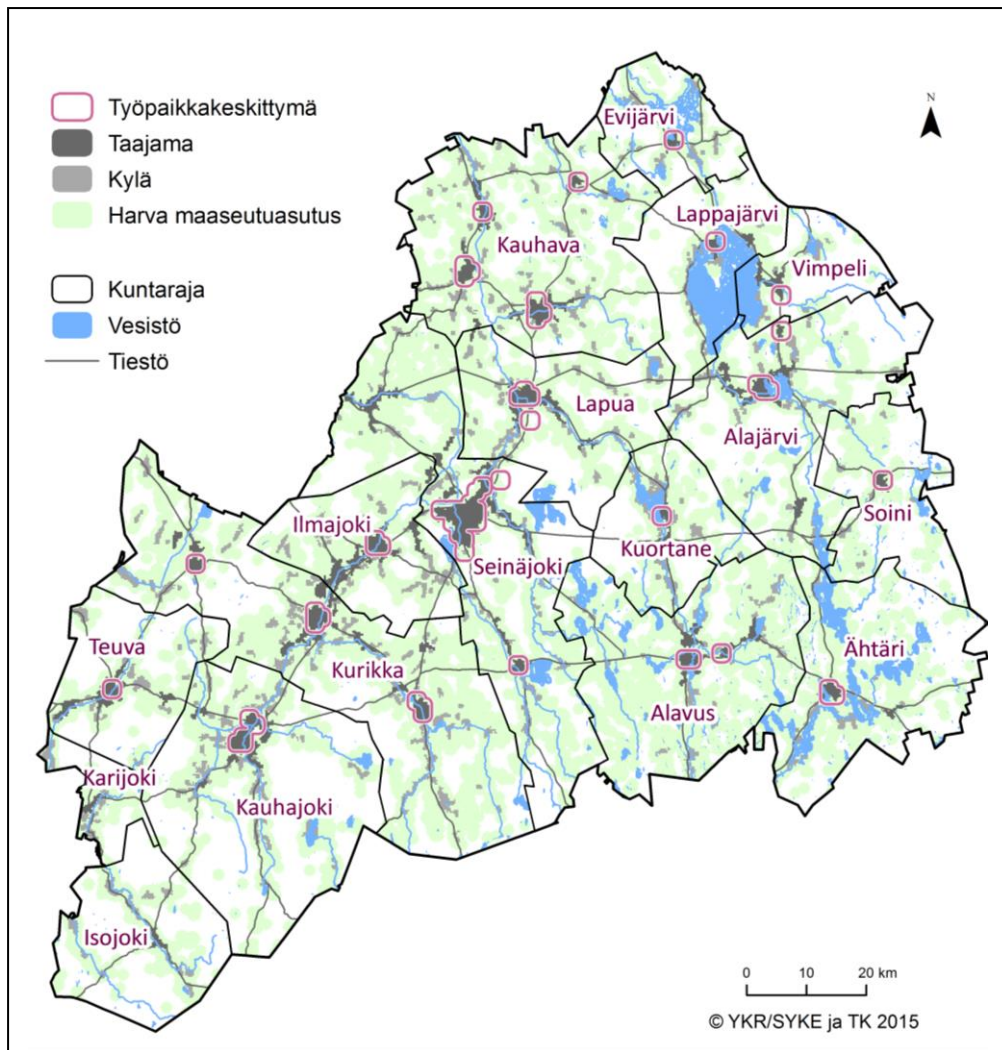 Työpaikkakeskittymä
Taajama
Kylä
Harva maaseutuasutus
Kuntaraja
Vesistö
Tiestö
N
Evijärvi
Lappajärvi
Kauhava
Vimpeli
Lapua
Alajärvi
Soini
Ilmajoki
Kuortane
Seinäjoki
Teuva
Kurikka
Ähtäri
Alavus
Karijoki
Kauhajoki
Isojoki
0 10 20 km
© YKR/SYKE ja TK 2015